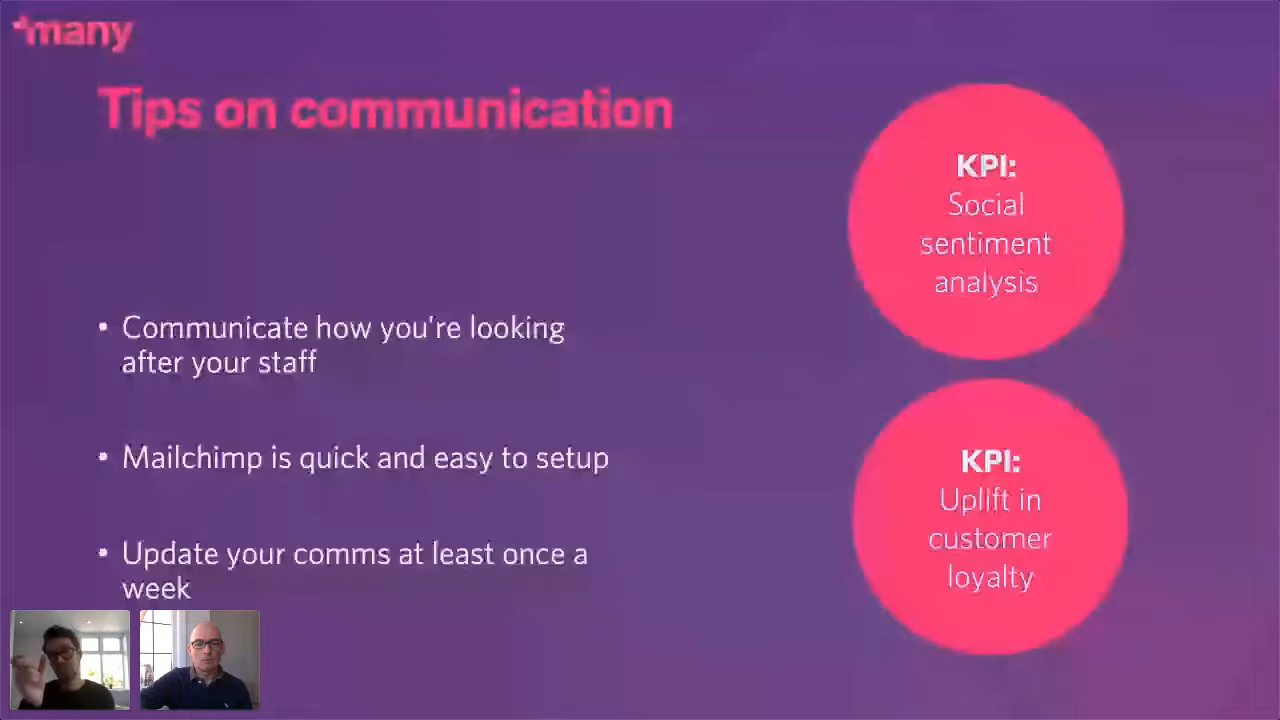 +many
Tips on communication
• Communicate how you're looking
after your staff
• Mailchimp is quick and easy to setup
• Update your comms at least once a
week
KPI:
Social
sentiment
analysis
KPI:
Uplift in
customer
loyalty